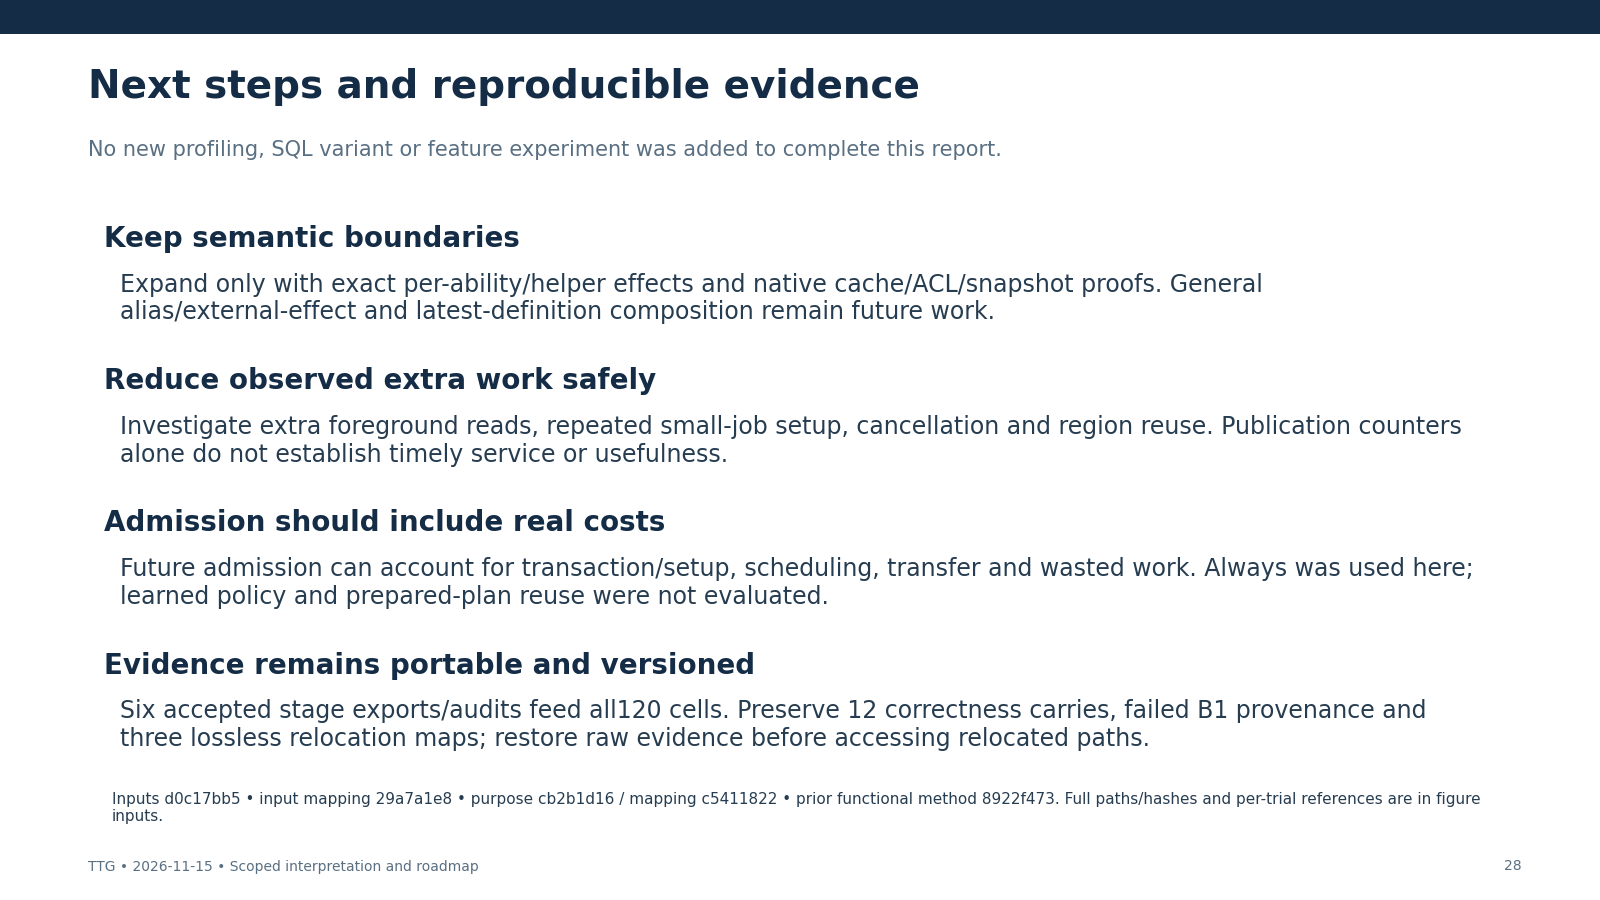 Next steps and reproducible evidence
No new profiling, SQL variant or feature experiment was added to complete this report.
Keep semantic boundaries
Expand only with exact per-ability/helper effects and native cache/ACL/snapshot proofs. General
alias/external-effect and latest-definition composition remain future work.
Reduce observed extra work safely
Investigate extra foreground reads, repeated small-job setup, cancellation and region reuse. Publication counters
alone do not establish timely service or usefulness.
Admission should include real costs
Future admission can account for transaction/setup, scheduling, transfer and wasted work. Always was used here;
learned policy and prepared-plan reuse were not evaluated.
Evidence remains portable and versioned
Six accepted stage exports/audits feed all120 cells. Preserve 12 correctness carries, failed B1 provenance and
three lossless relocation maps; restore raw evidence before accessing relocated paths.
Inputs d0c17bb5 • input mapping 29a7a1e8 • purpose cb2b1d16 / mapping c5411822 • prior functional method 8922f473. Full paths/hashes and per-trial references are in figure
inputs.
TTG • 2026-11-15 • Scoped interpretation and roadmap
28